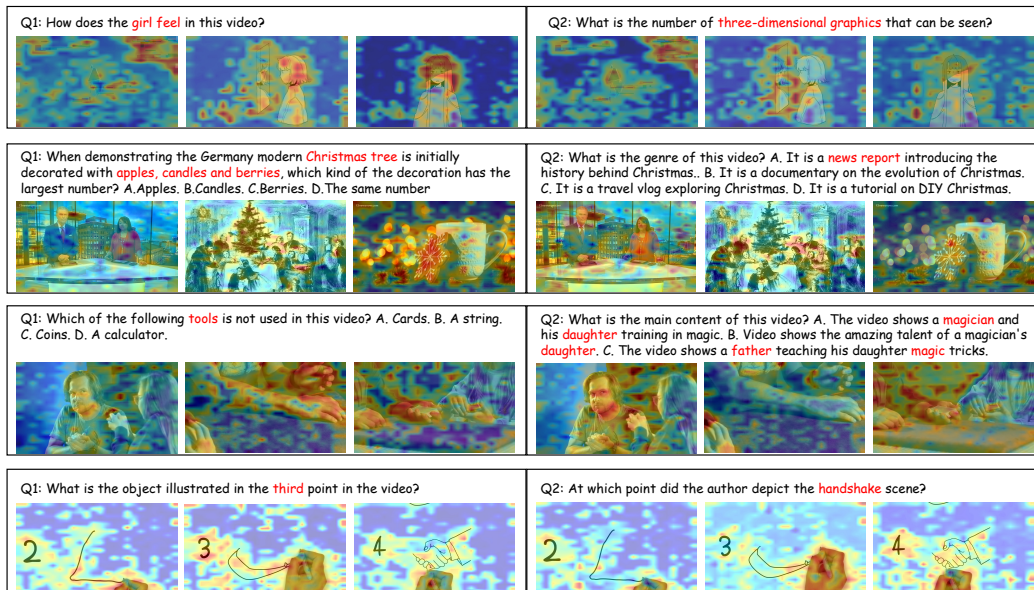 Q1: How does the girl feel in this video?
Q2: What is the number of three-dimensional graphics that can be seen?
Q1: When demonstrating the Germany modern Christmas tree is initially
decorated with apples, candles and berries, which kind of the decoration has the
largest number? A.Apples. B.Candles. C.Berries. D.The same number
Q2: What is the genre of this video? A. It is a news report introducing the
history behind Christmas.. B. It is a documentary on the evolution of Christmas.
C. It is a travel vlog exploring Christmas. D. It is a tutorial on DIY Christmas.
Q1: Which of the following tools is not used in this video? A. Cards. B. A string.
C. Coins. D. A calculator.
Q2: What is the main content of this video? A. The video shows a magician and
his daughter training in magic. B. Video shows the amazing talent of a magician's
daughter. C. The video shows a father teaching his daughter magic tricks.
Q1: What is the object illustrated in the third point in the video?
Q2: At which point did the author depict the handshake scene?
2
3
4
2
3
4